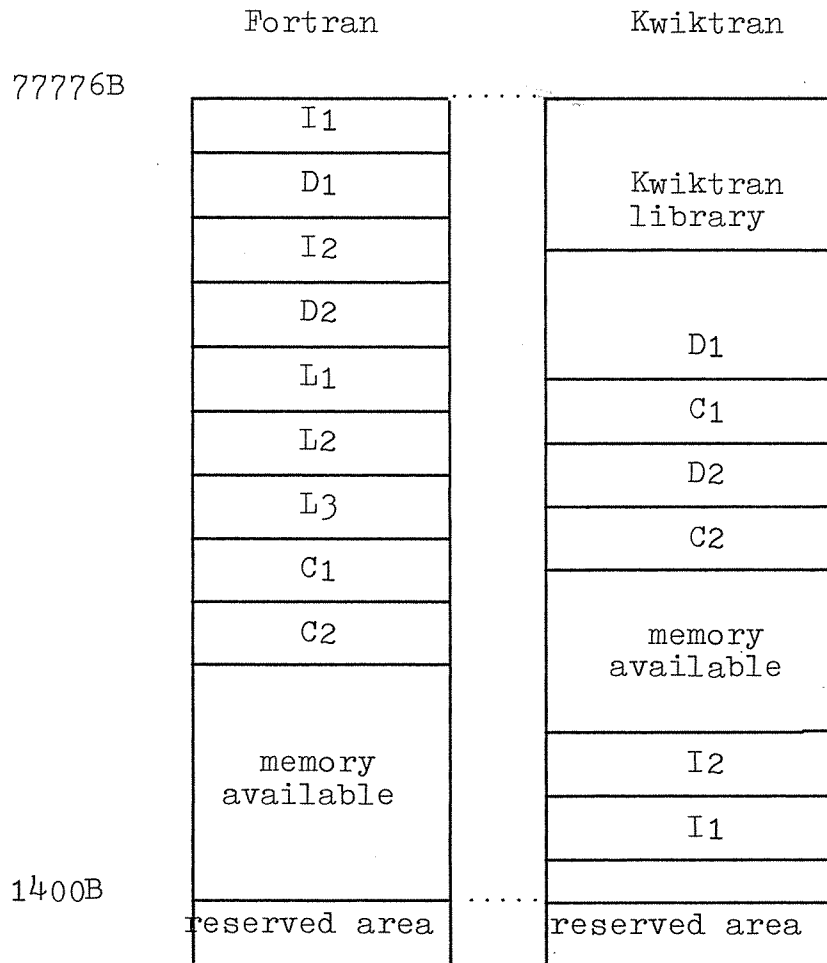 Fortran
Kwiktran
77776B
I1
D1
I2
D2
L1
L2
L3
C1
C2
memory
available
1400B
reserved area
.....
.....
Kwiktran
library
D1
C1
D2
C2
memory
available
I2
I1
reserved area